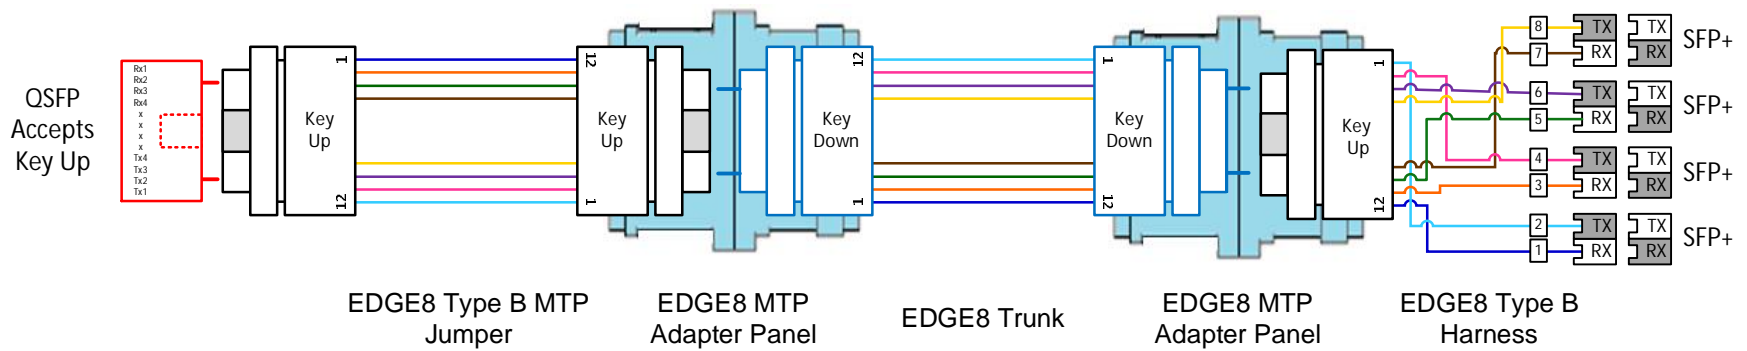 QSFP
Accepts
Key Up
Rx1
Rx2
Rx3
Rx4
x
x
x
x
Tx4
Tx3
Tx2
Tx1
1
Key
Up
12
12
Key
Up
1
12
Key
Down
1
1
Key
Down
12
1
Key
Up
12
8
TX
TX
7
RX
RX
SFP+
6
TX
TX
5
RX
RX
SFP+
4
TX
TX
3
RX
RX
SFP+
2
TX
TX
1
RX
RX
SFP+
EDGE8 Type B MTP
Jumper
EDGE8 MTP
Adapter Panel
EDGE8 Trunk
EDGE8 MTP
Adapter Panel
EDGE8 Type B
Harness